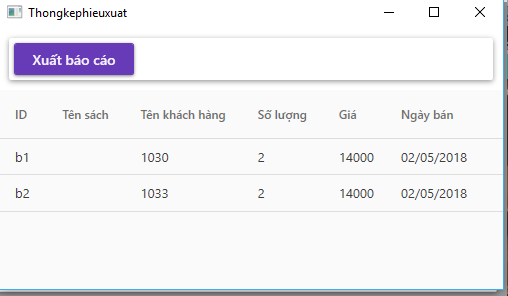 Thongkephieuxuat
Xuất báo cáo
ID Tên sách Tên khách hàng Số lượng Giá Ngày bán
b1 1030 2 14000 02/05/2018
b2 1033 2 14000 02/05/2018